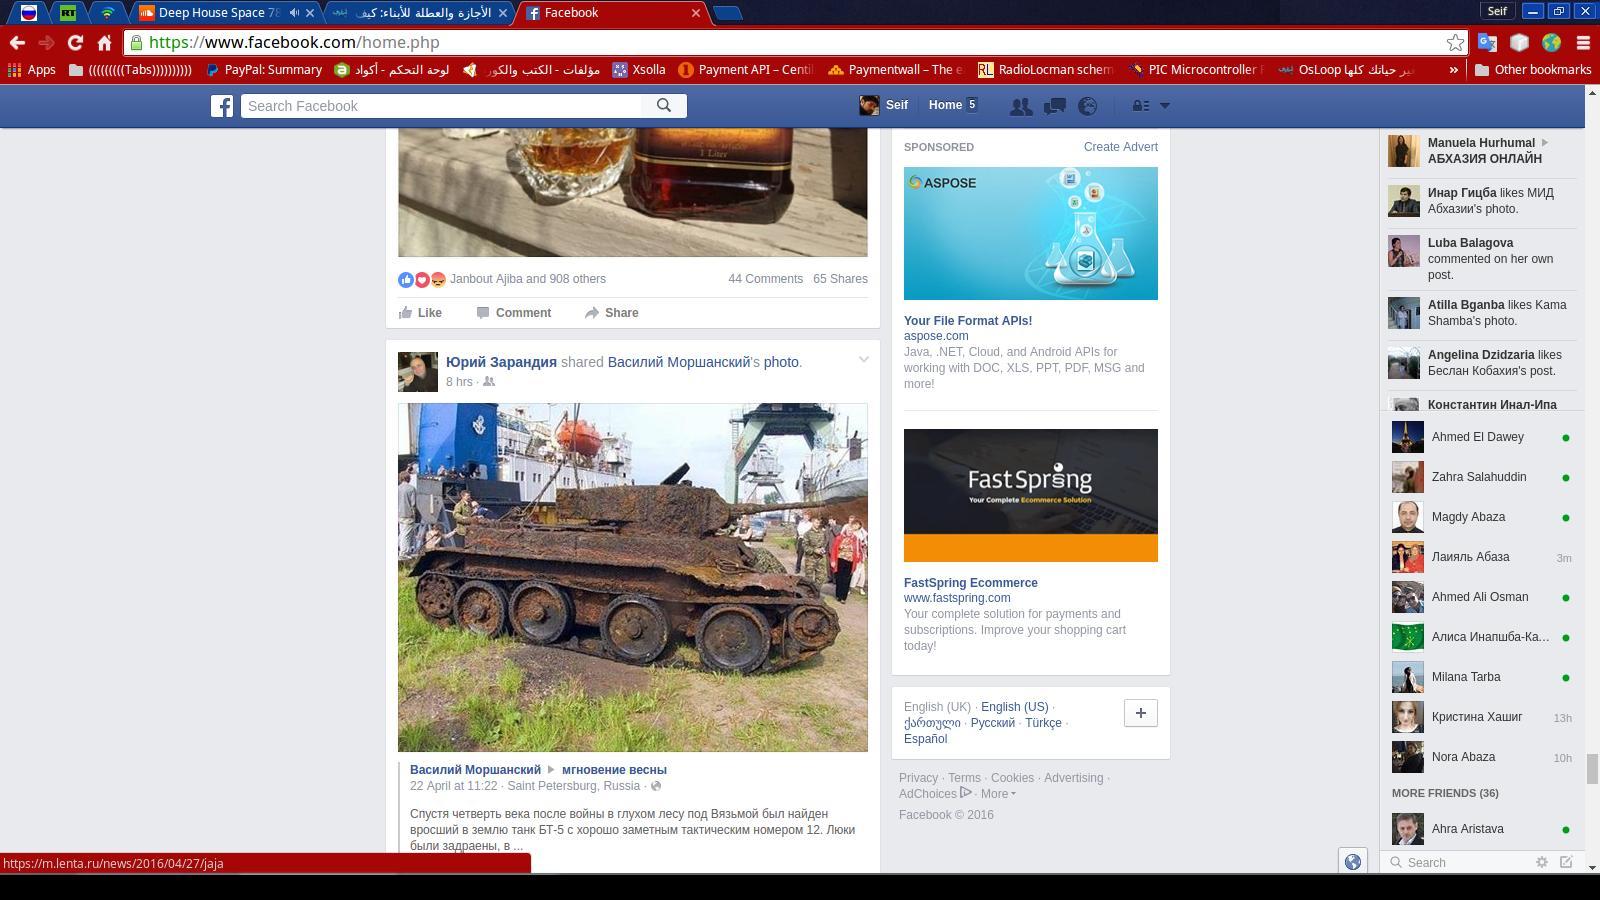 Deep House Space 78
الأجازة والعطلة للأبناء: كيف
Facebook
Seif
https://www.facebook.com/home.php
Apps
(((((((((Tabs))))))))))
PayPal: Summary
لوحة التحكم - أكواد
مؤلفات - الكتب والكور
Xsolla
Payment API – Centi
Paymentwall – The e
RadioLocman schem
PIC Microcontroller F
OsLoop غير حياتك كلها
»
Other bookmarks
Search Facebook
Seif
Home 5
1 Liter
Janbout Ajiba and 908 others
44 Comments 65 Shares
Like Comment Share
Юрий Зарандия shared Василий Моршанский's photo.
8 hrs ·
Василий Моршанский ▶ мгновение весны
22 April at 11:22 · Saint Petersburg, Russia ·
Спустя четверть века после войны в глухом лесу под Вязьмой был найден
вросший в землю танк БТ-5 с хорошо заметным тактическим номером 12. Люки
были задраены, в ...
https://m.lenta.ru/news/2016/04/27/jaja
SPONSORED Create Advert
ASPOSE
Your File Format APIs!
aspose.com
Java, .NET, Cloud, and Android APIs for
working with DOC, XLS, PPT, PDF, MSG and
more!
FastSpring
Your Complete Ecommerce Solution
FastSpring Ecommerce
www.fastspring.com
Your complete solution for payments and
subscriptions. Improve your shopping cart
today!
English (UK) · English (US) ·
ქართული · Русский · Türkçe ·
Español
+
Privacy · Terms · Cookies · Advertising ·
AdChoices · More
Facebook © 2016
Manuela Hurhumal ▶
АБХАЗИЯ ОНЛАЙН
Инар Гицба likes МИД
Абхазии's photo.
Luba Balagova
commented on her own
post.
Atilla Bganba likes Kama
Shamba's photo.
Angelina Dzidzaria likes
Беслан Кобахия's post.
Константин Инал-Ипа
Ahmed El Dawey
Zahra Salahuddin
Magdy Abaza
Лаияль Абаза 3m
Ahmed Ali Osman
Алиса Инапшба-Ка...
Milana Tarba
Кристина Хашиг 13h
Nora Abaza 10h
MORE FRIENDS (36)
Ahra Aristava
Search